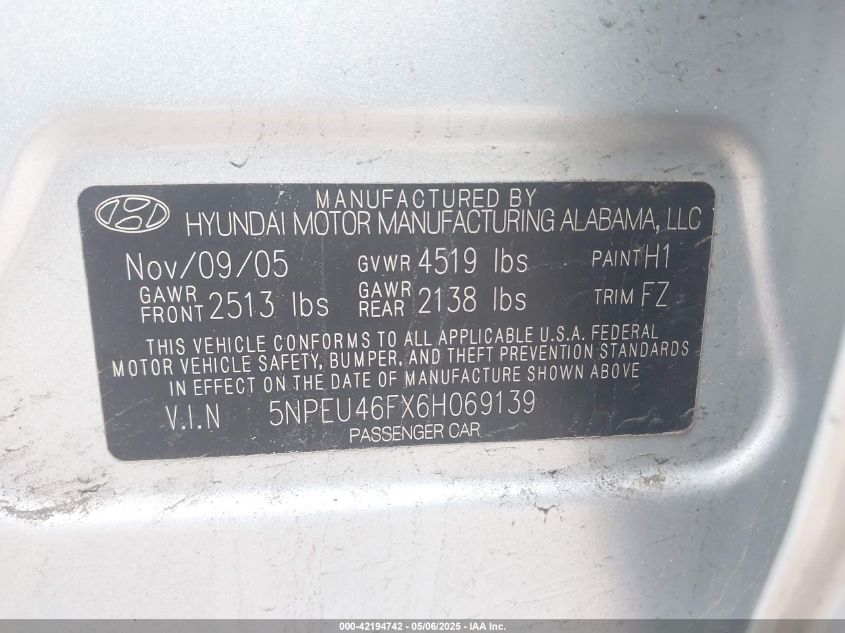 MANUFACTURED BY
HYUNDAI MOTOR MANUFACTURING ALABAMA, LLC
Nov/09/05 GVWR 4519 lbs PAINT H1
GAWR FRONT 2513 lbs GAWR REAR 2138 lbs TRIM FZ
THIS VEHICLE CONFORMS TO ALL APPLICABLE U.S.A. FEDERAL
MOTOR VEHICLE SAFETY, BUMPER, AND THEFT PREVENTION STANDARDS
IN EFFECT ON THE DATE OF MANUFACTURE SHOWN ABOVE
V.I.N 5NPEU46FX6H069139
PASSENGER CAR
000-42194742 - 05/06/2025 - IAA Inc.